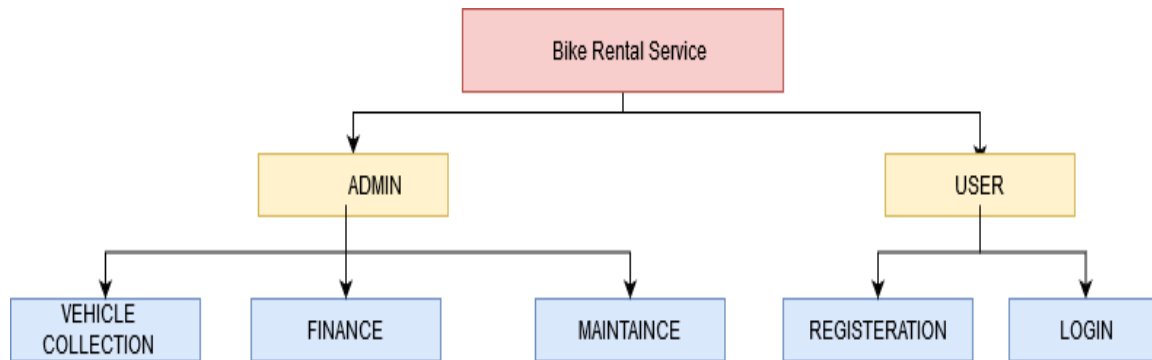 Bike Rental Service
ADMIN
USER
VEHICLE
COLLECTION
FINANCE
MAINTAINCE
REGISTERATION
LOGIN